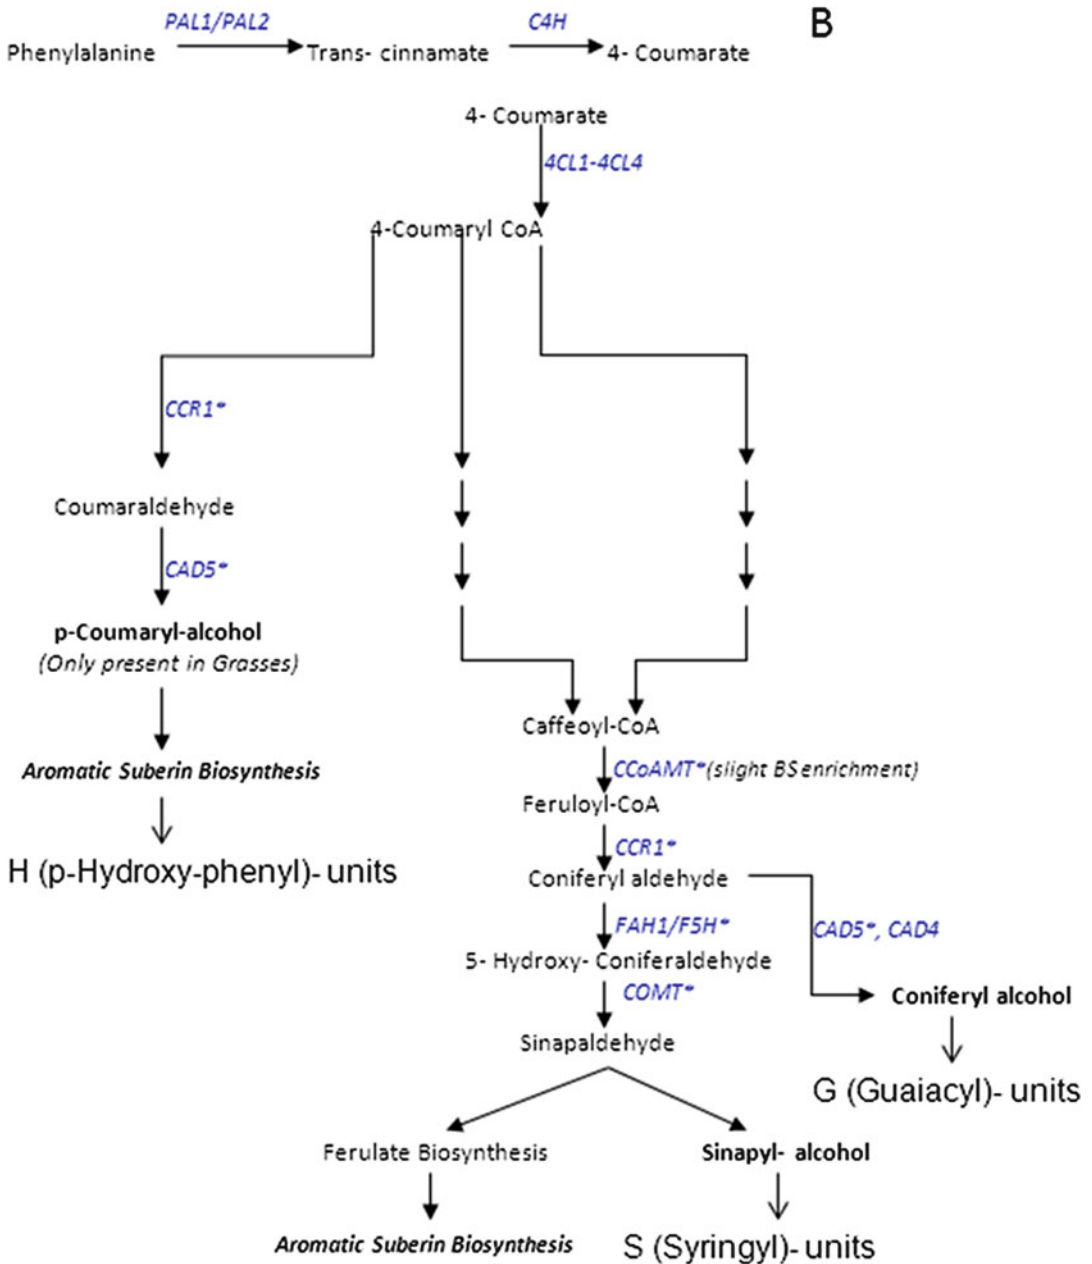 PAL1/PAL2
C4H
B
Phenylalanine
Trans- cinnamate
4- Coumarate
4- Coumarate
4CL1-4CL4
4-Coumaryl CoA
CCR1*
Coumaraldehyde
CAD5*
p-Coumaryl-alcohol
(Only present in Grasses)
Aromatic Suberin Biosynthesis
H (p-Hydroxy-phenyl)- units
Caffeoyl-CoA
CCoAMT*(slight BS enrichment)
Feruloyl-CoA
CCR1*
Coniferyl aldehyde
FAH1/F5H*
CAD5*, CAD4
5- Hydroxy- Coniferaldehyde
COMT*
Coniferyl alcohol
Sinapaldehyde
G (Guaiacyl)- units
Ferulate Biosynthesis
Sinapyl- alcohol
Aromatic Suberin Biosynthesis
S (Syringyl)- units